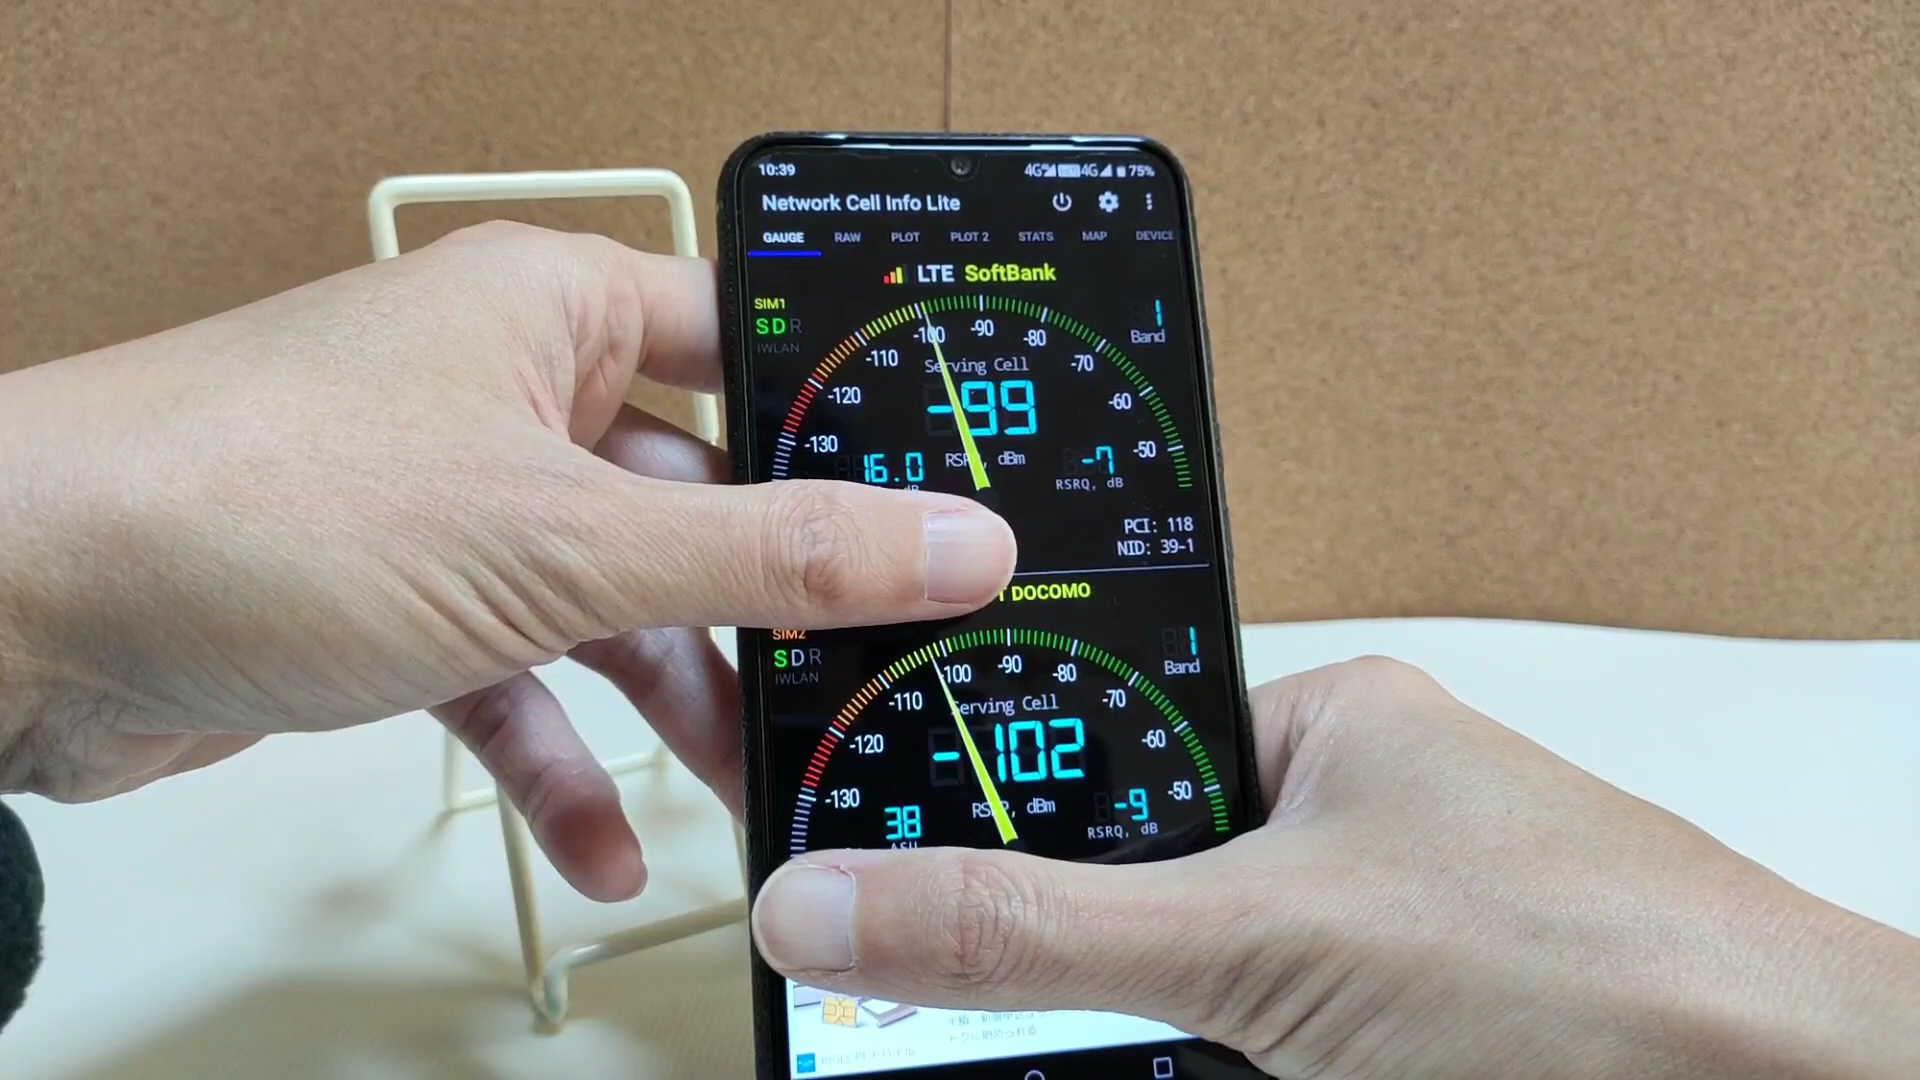 10:39 4G 4G 75%
Network Cell Info Lite
GAUGE RAW PLOT PLOT 2 STATS MAP DEVICE
LTE SoftBank
SIM1
SDR
IWLAN
1
Band
-130 -120 -110 -100 -90 -80 -70 -60 -50
Serving Cell
-99
dBm
16.0
-7
RSRQ, dB
PCI: 118
NID: 39-1
DOCOMO
SIM2
SDR
IWLAN
1
Band
-130 -120 -110 -100 -90 -80 -70 -60 -50
Serving Cell
-102
dBm
38
ASU
-9
RSRQ, dB